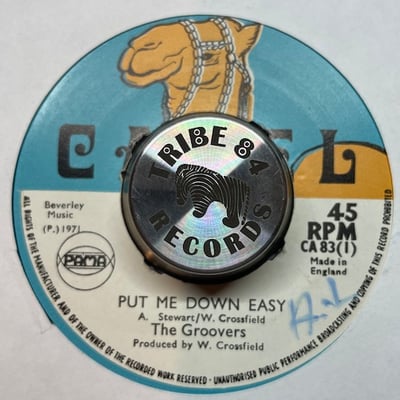 CAMEL
TRIBE 84
RECORDS
Beverley
Music
(P.) 1971
PAMA
45
RPM
CA 83(1)
Made in
England
PUT ME DOWN EASY
A. Stewart/W. Crossfield
The Groovers
Produced by W. Crossfield
ALL RIGHTS OF THE MANUFACTURER AND OF THE OWNER OF THE RECORDED WORK RESERVED · UNAUTHORISED PUBLIC PERFORMANCE BROADCASTING AND COPYING OF THIS RECORD PROHIBITED